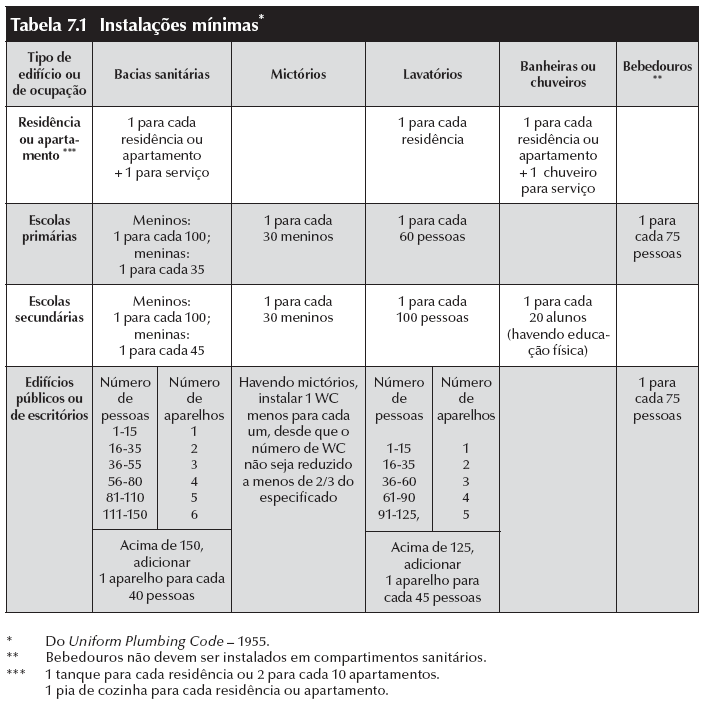 Tabela 7.1 Instalações mínimas*
Tipo de
edifício ou
de ocupação
Bacias sanitárias
Mictórios
Lavatórios
Banheiras ou
chuveiros
Bebedouros
**
Residência
ou aparta-
mento ***
1 para cada
residência ou
apartamento
+ 1 para serviço
1 para cada
residência
1 para cada
residência ou
apartamento
+ 1 chuveiro
para serviço
Escolas
primárias
Meninos:
1 para cada 100;
meninas:
1 para cada 35
1 para cada
30 meninos
1 para cada
60 pessoas
1 para
cada 75
pessoas
Escolas
secundárias
Meninos:
1 para cada 100;
meninas:
1 para cada 45
1 para cada
30 meninos
1 para cada
100 pessoas
1 para cada
20 alunos
(havendo educa-
ção física)
Edifícios
públicos ou
de escritórios
Número
de
pessoas
1-15
16-35
36-55
56-80
81-110
111-150
Número
de
aparelhos
1
2
3
4
5
6
Acima de 150,
adicionar
1 aparelho para cada
40 pessoas
Havendo mictórios,
instalar 1 WC
menos para cada
um, desde que o
número de WC
não seja reduzido
a menos de 2/3 do
especificado
Número
de
pessoas
1-15
16-35
36-60
61-90
91-125,
Número
de
aparelhos
1
2
3
4
5
Acima de 125,
adicionar
1 aparelho para
cada 45 pessoas
1 para
cada 75
pessoas
* Do Uniform Plumbing Code – 1955.
** Bebedouros não devem ser instalados em compartimentos sanitários.
*** 1 tanque para cada residência ou 2 para cada 10 apartamentos.
1 pia de cozinha para cada residência ou apartamento.